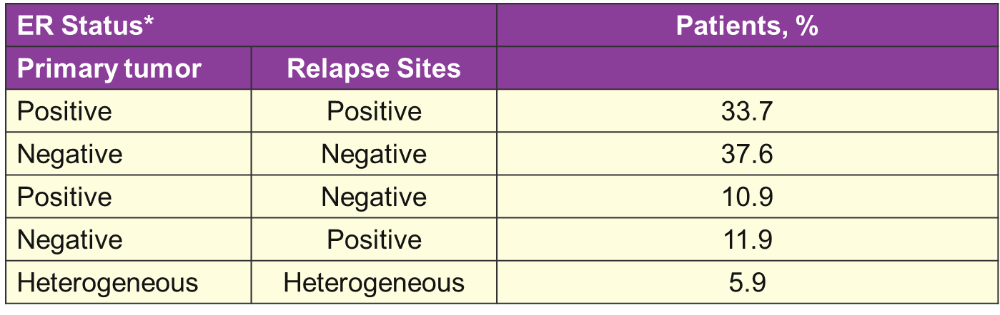 ER Status* Patients, %
Primary tumor Relapse Sites
Positive Positive 33.7
Negative Negative 37.6
Positive Negative 10.9
Negative Positive 11.9
Heterogeneous Heterogeneous 5.9